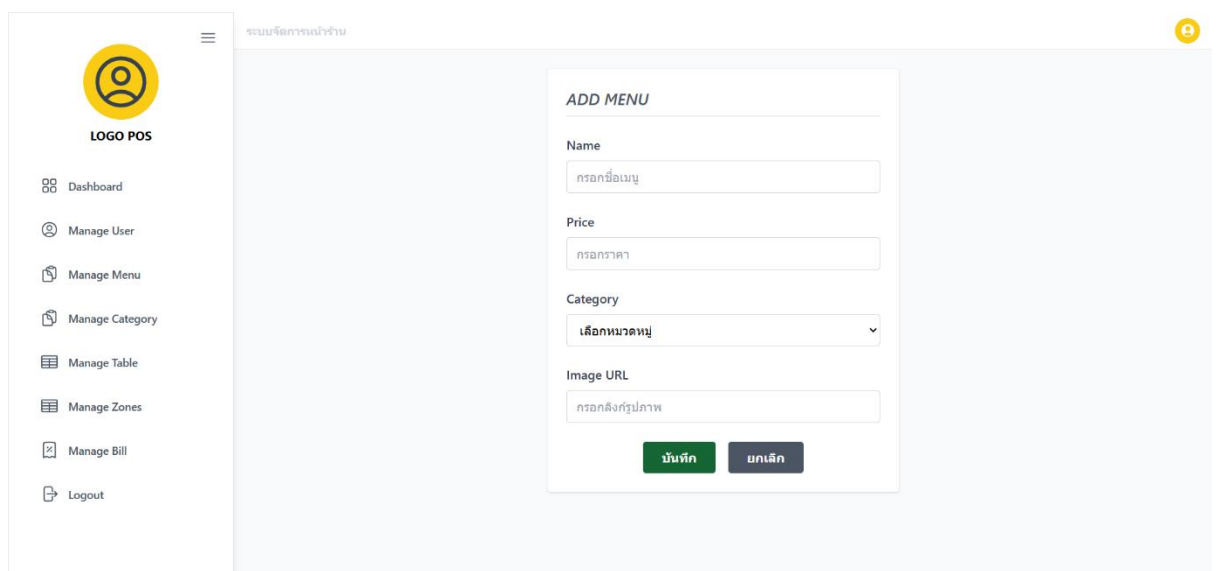 ระบบจัดการหน้าร้าน
LOGO POS
Dashboard
Manage User
Manage Menu
Manage Category
Manage Table
Manage Zones
Manage Bill
Logout
ADD MENU
Name
กรอกชื่อเมนู
Price
กรอกราคา
Category
เลือกหมวดหมู่
Image URL
กรอกลิงก์รูปภาพ
บันทึก ยกเลิก